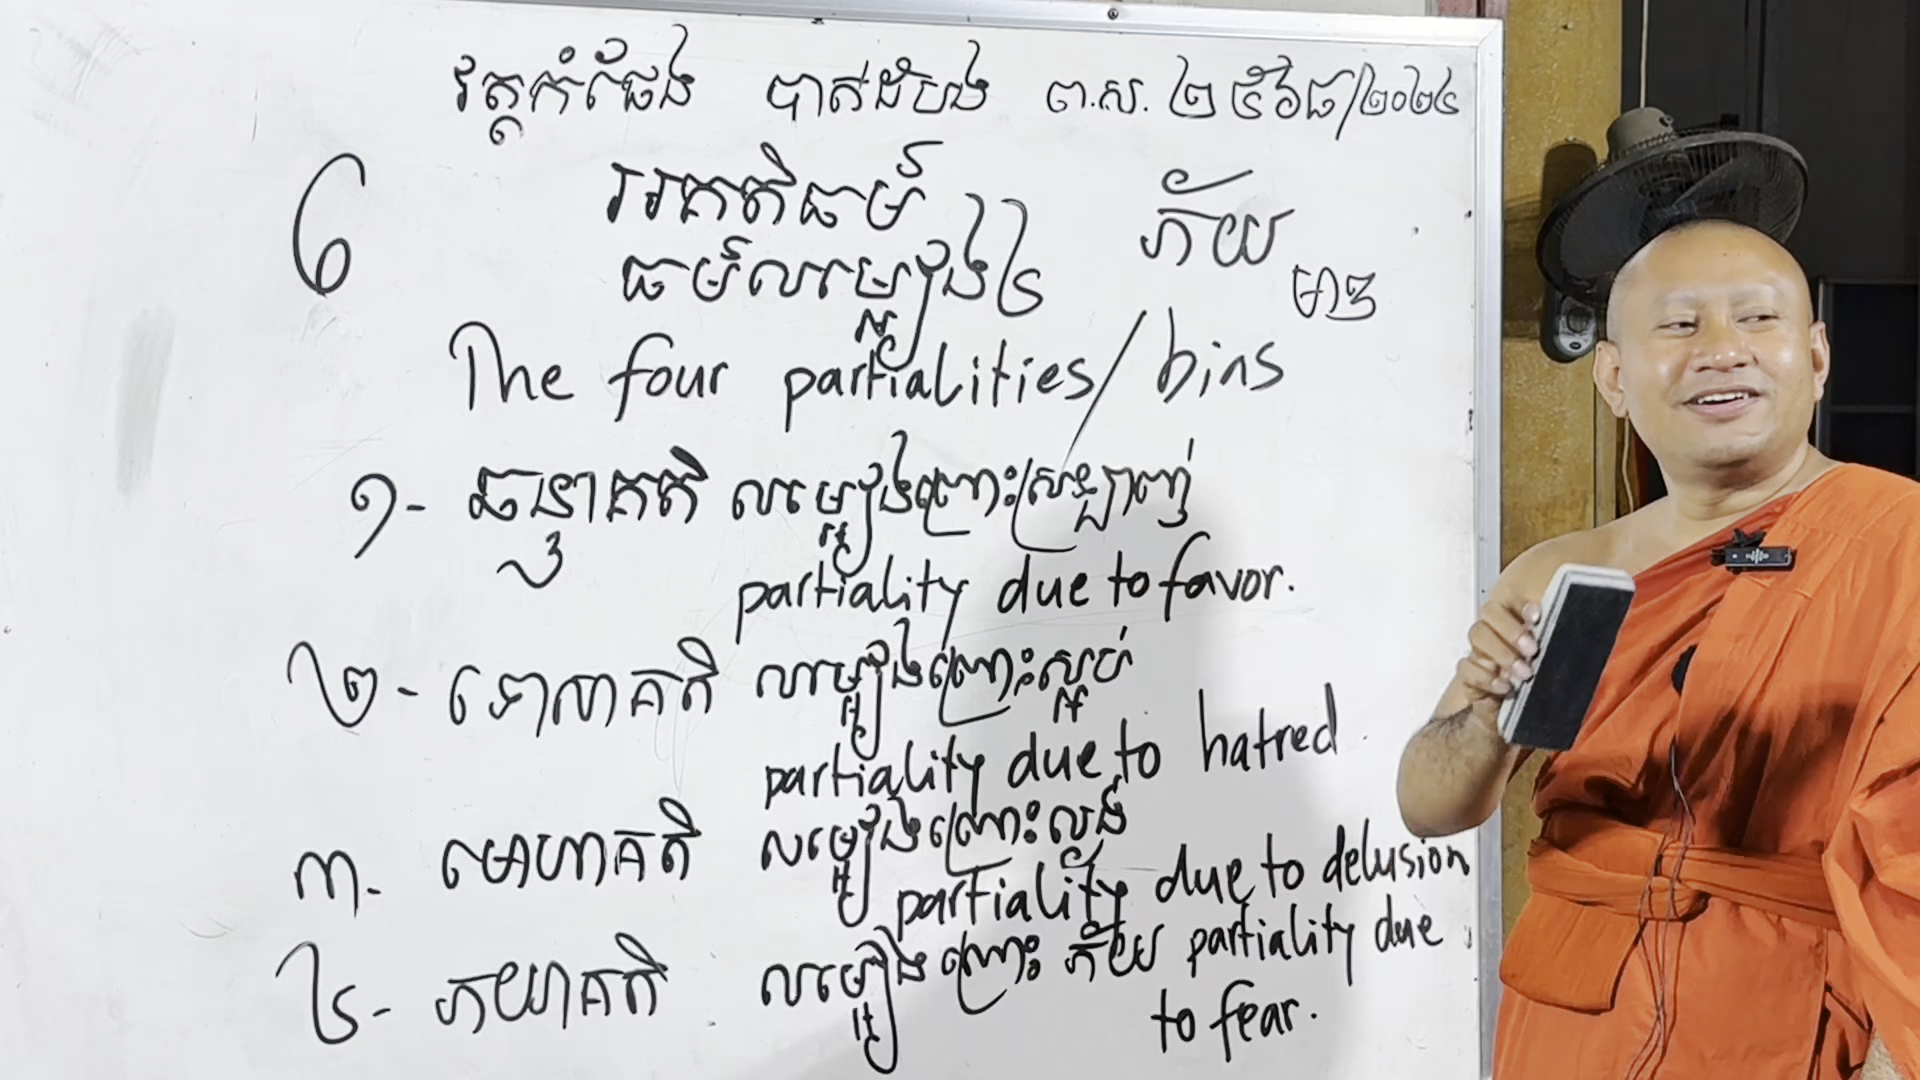 វត្តកំផែង បាត់ដំបង ព.ស. ២៥៦៨/២០២៤
៤
អគតិធម៌
ភ័យ
ធម៌លម្អៀង ៤
មាន
The four partialities/bias
១- ឆន្ទាគតិ លម្អៀងព្រោះស្រឡាញ់
partiality due to favor.
២- ទោសាគតិ លម្អៀងព្រោះស្អប់
partiality due to hatred
៣- មោហាគតិ លម្អៀងព្រោះល្ងង់
partiality due to delusion
៤- ភយាគតិ លម្អៀងព្រោះ ភ័យ partiality due
to fear.